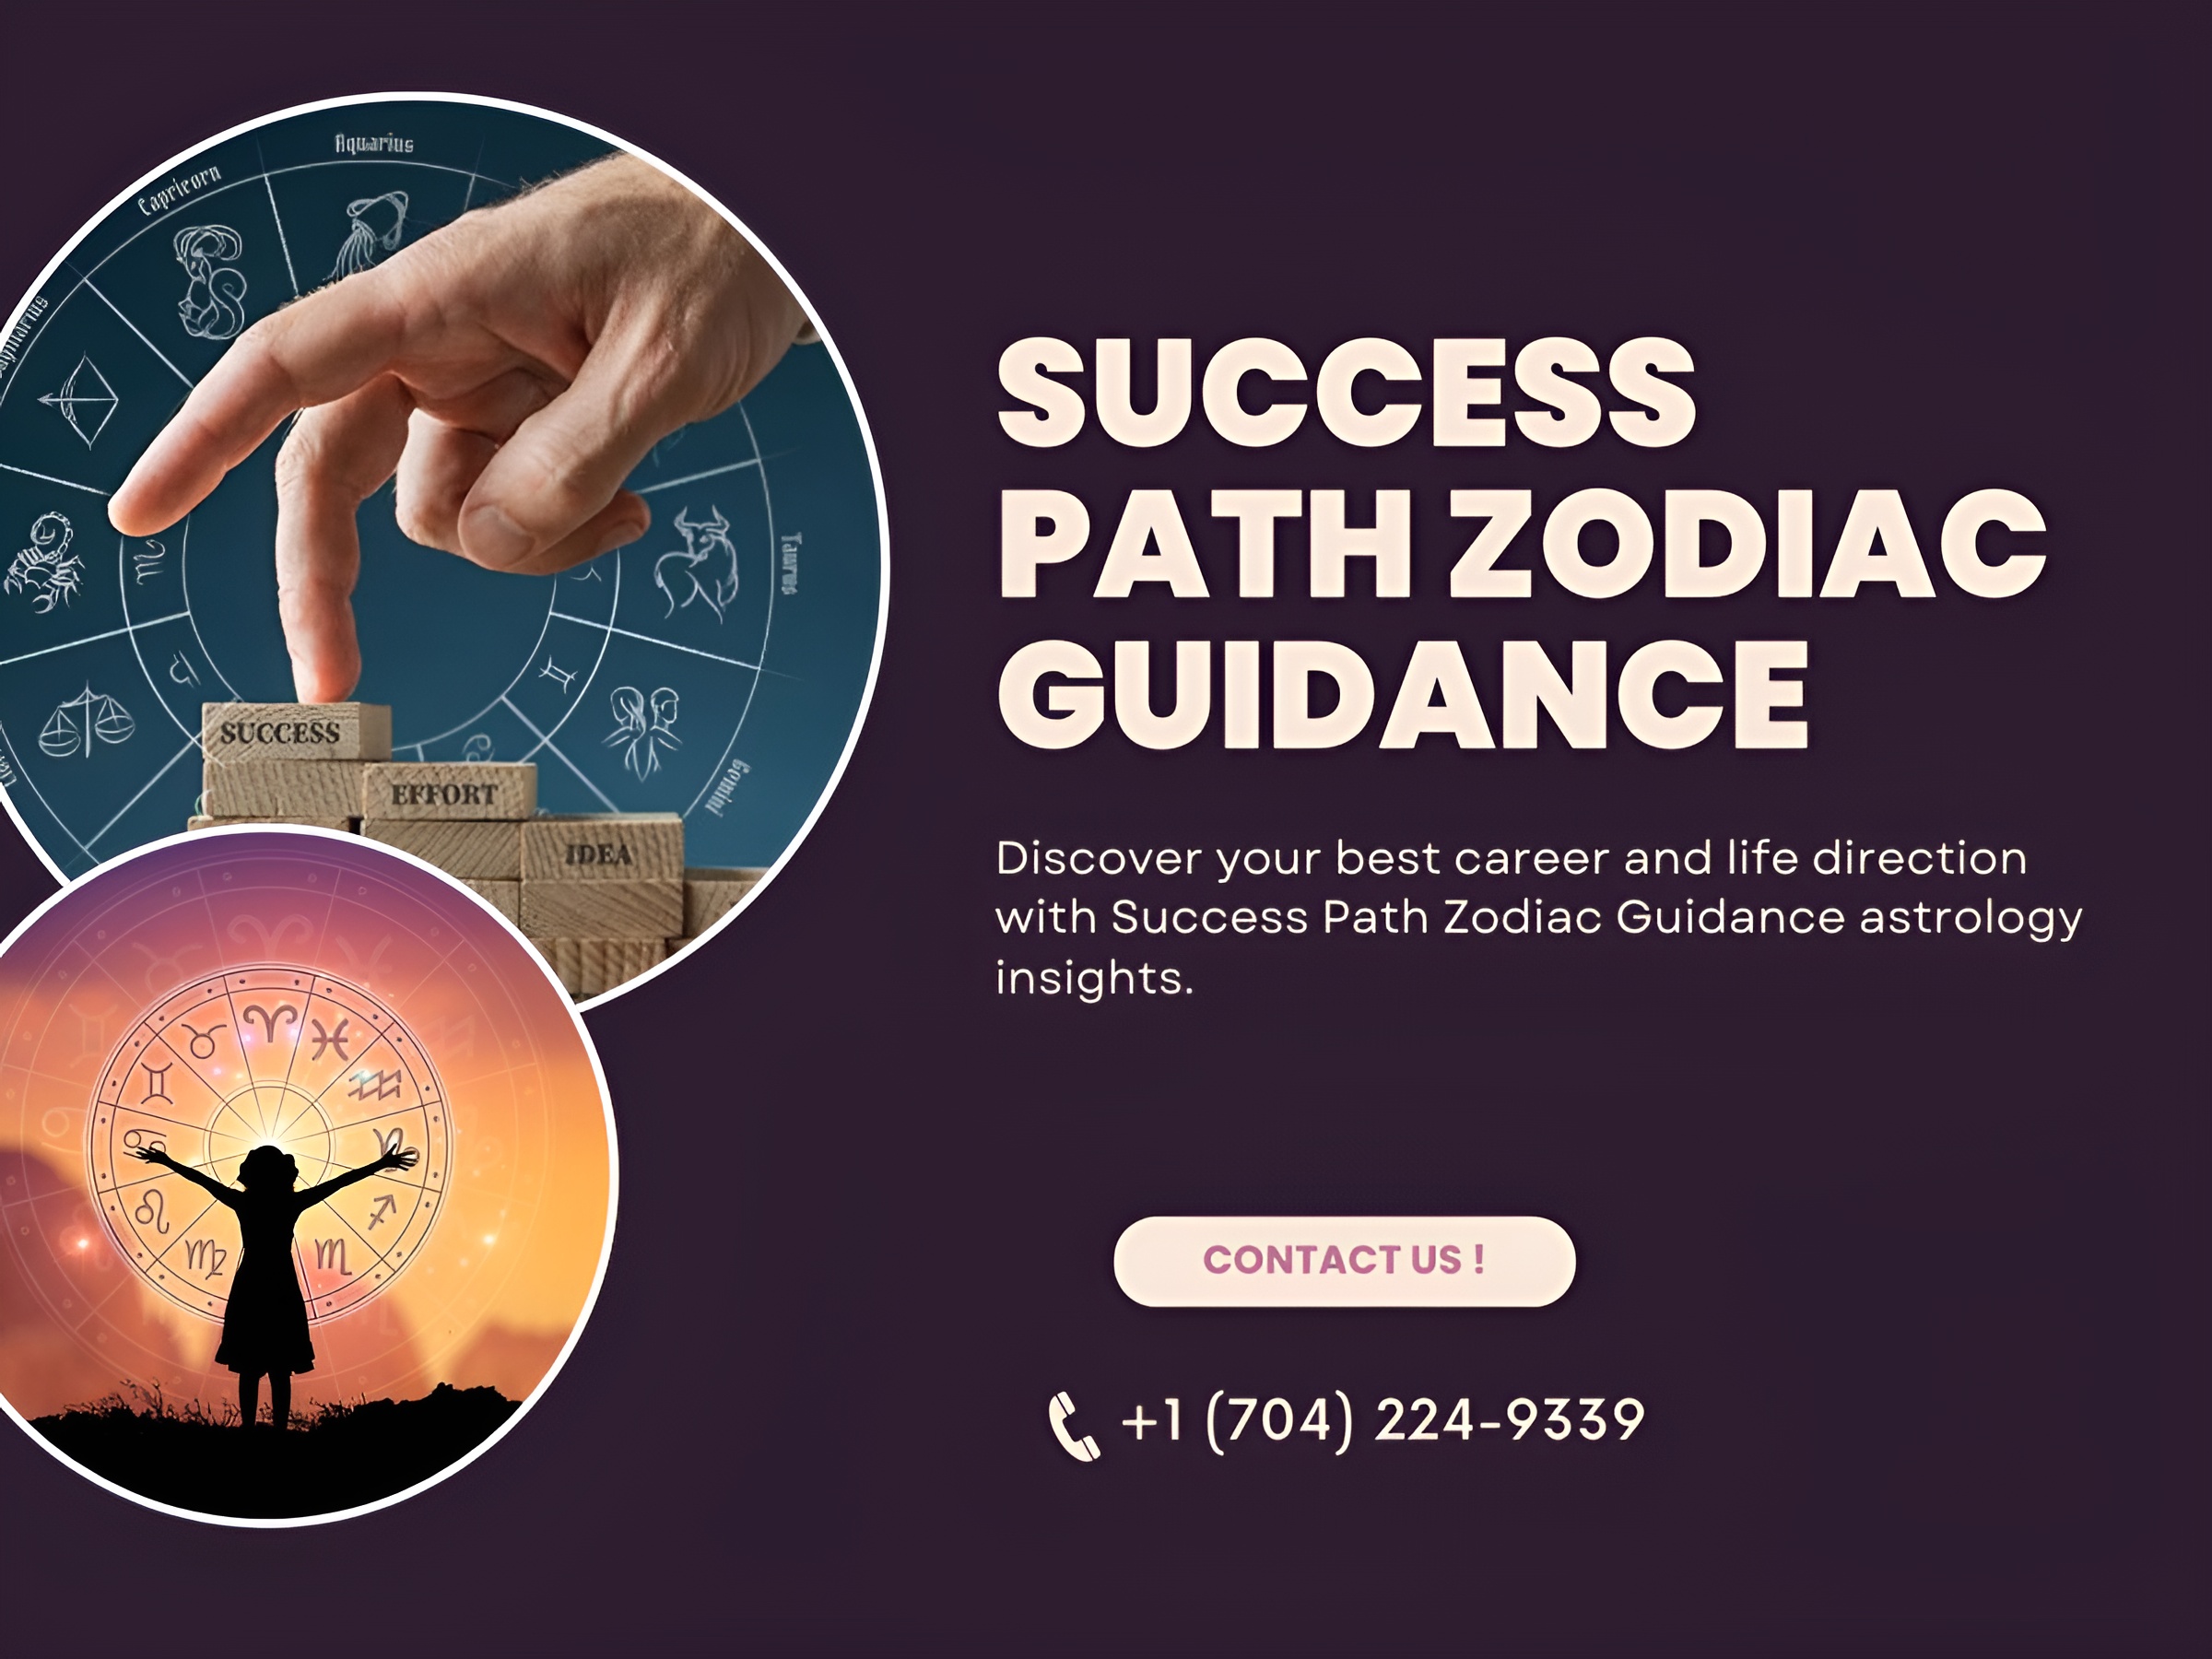 Aquarius
Capricorn
Taurus
Gemini
SUCCESS
EFFORT
IDEA
SUCCESS
PATH ZODIAC
GUIDANCE
Discover your best career and life direction
with Success Path Zodiac Guidance astrology
insights.
CONTACT US !
+1 (704) 224-9339